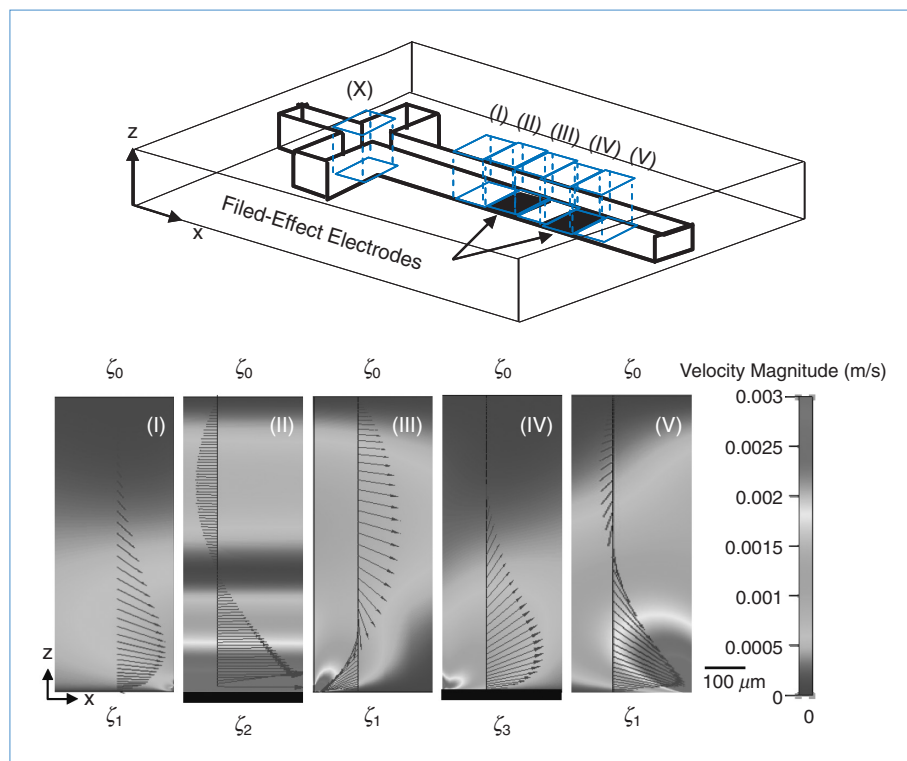 (X)
(I)
(II)
(III)
(IV)
(V)
z
x
Filed-Effect Electrodes
ζ0 ζ0 ζ0 ζ0 ζ0
Velocity Magnitude (m/s)
(I) (II) (III) (IV) (V)
0.003
0.0025
0.002
0.0015
0.001
0.0005
0
0
100 μm
z
x
ζ1 ζ2 ζ1 ζ3 ζ1